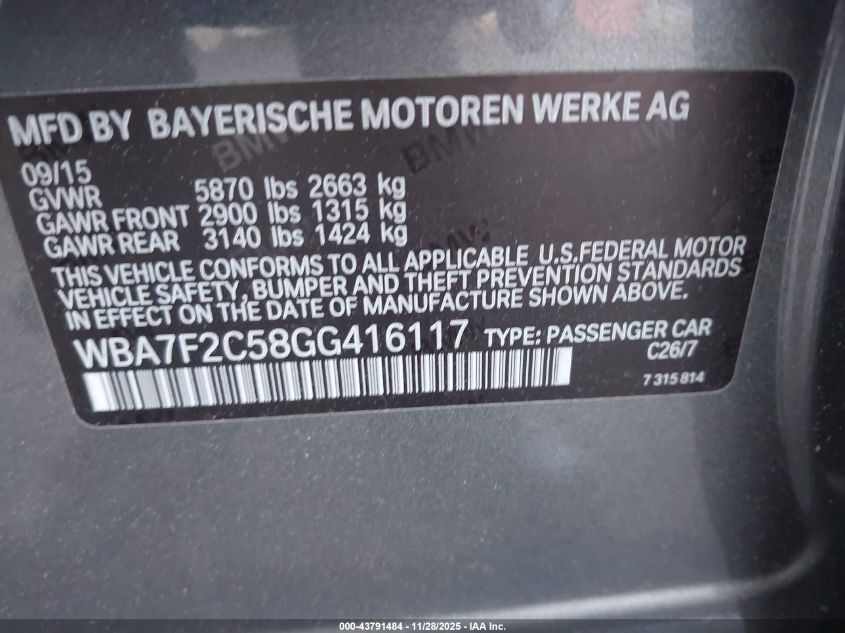 MFD BY BAYERISCHE MOTOREN WERKE AG
09/15
GVWR 5870 lbs 2663 kg
GAWR FRONT 2900 lbs 1315 kg
GAWR REAR 3140 lbs 1424 kg
THIS VEHICLE CONFORMS TO ALL APPLICABLE U.S.FEDERAL MOTOR
VEHICLE SAFETY, BUMPER AND THEFT PREVENTION STANDARDS
IN EFFECT ON THE DATE OF MANUFACTURE SHOWN ABOVE.
WBA7F2C58GG416117 TYPE: PASSENGER CAR
C26/7
7 315 814
000-43791484 - 11/28/2025 - IAA Inc.